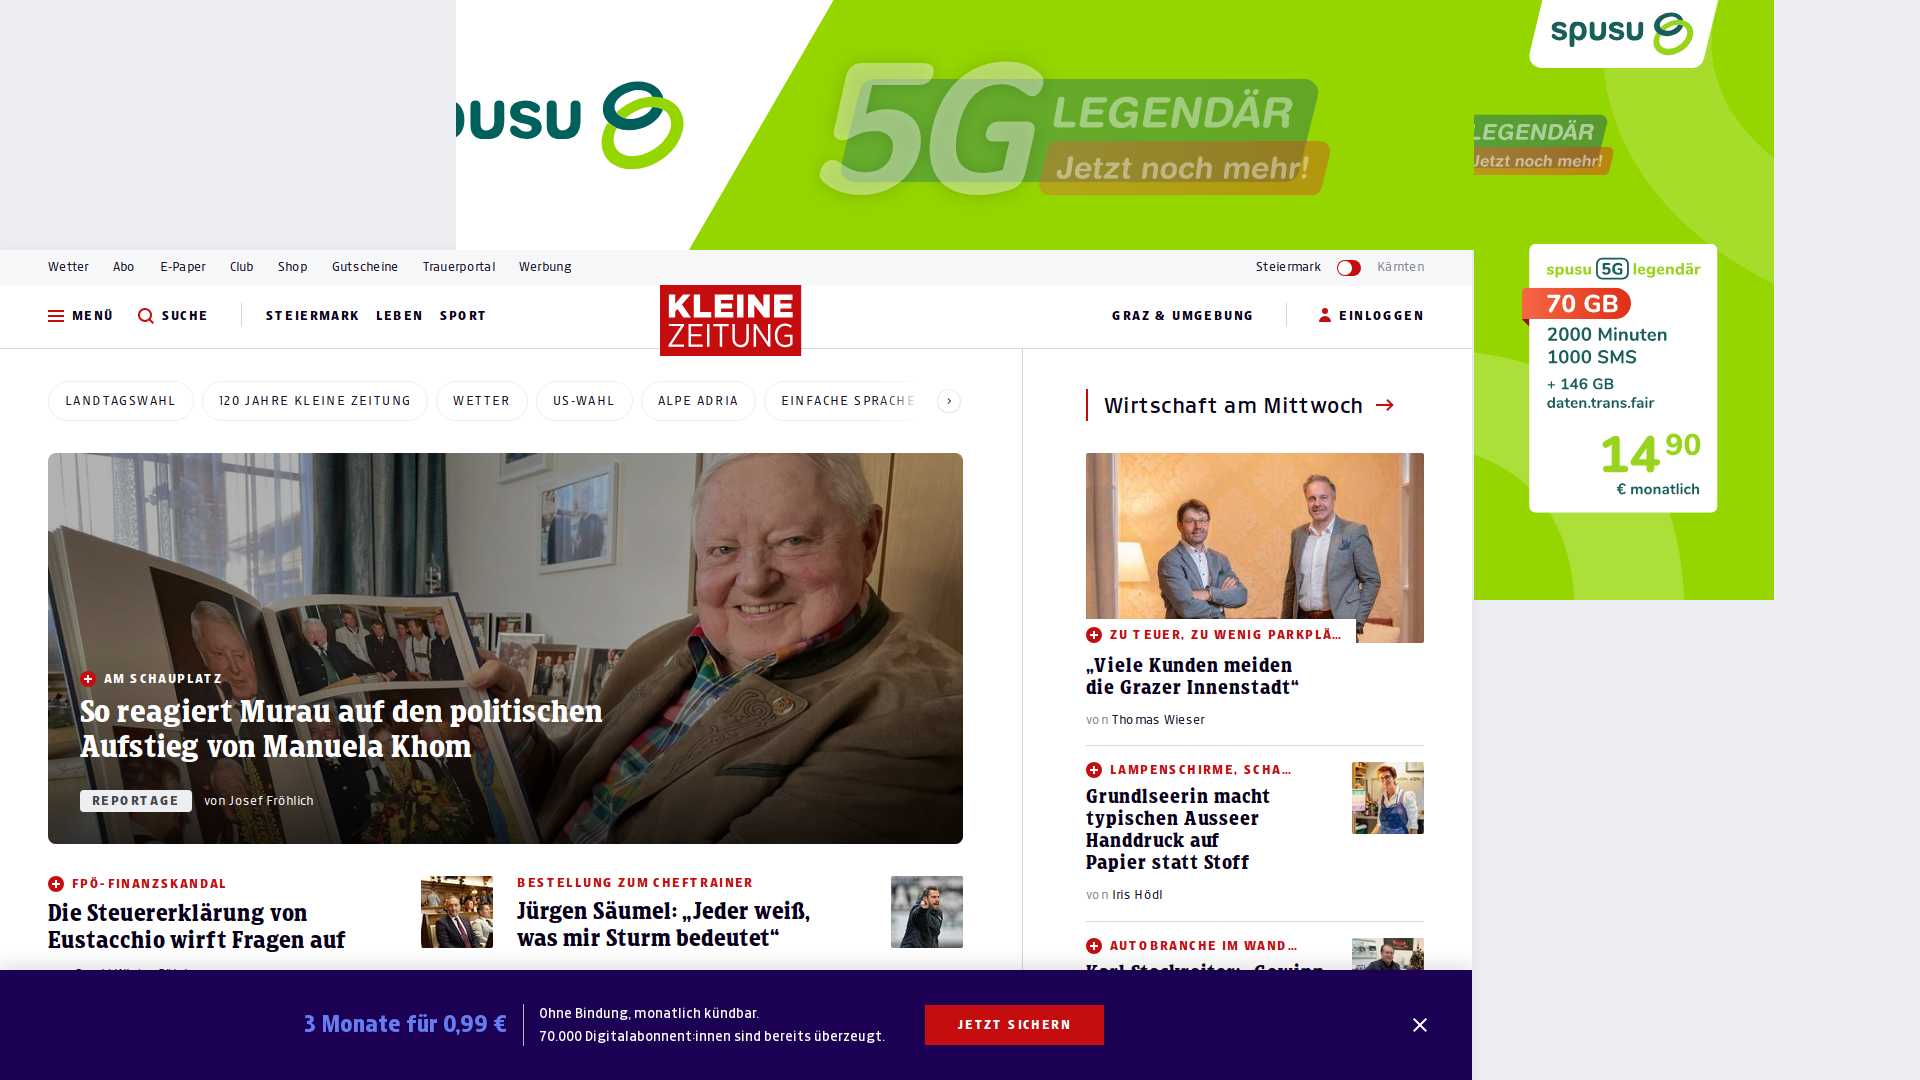 spusu
5G
LEGENDÄR
Jetzt noch mehr!
spusu
LEGENDÄR
Jetzt noch mehr!
spusu 5G legendär
70 GB
2000 Minuten
1000 SMS
+ 146 GB
daten.trans.fair
14 90
€ monatlich
Wetter Abo E-Paper Club Shop Gutscheine Trauerportal Werbung
Steiermark Kärnten
MENÜ SUCHE STEIERMARK LEBEN SPORT
KLEINE
ZEITUNG
GRAZ & UMGEBUNG EINLOGGEN
LANDTAGSWAHL 120 JAHRE KLEINE ZEITUNG WETTER US-WAHL ALPE ADRIA EINFACHE SPRACHE
AM SCHAUPLATZ
So reagiert Murau auf den politischen
Aufstieg von Manuela Khom
REPORTAGE von Josef Fröhlich
FPÖ-FINANZSKANDAL
Die Steuererklärung von
Eustacchio wirft Fragen auf
BESTELLUNG ZUM CHEFTRAINER
Jürgen Säumel: „Jeder weiß,
was mir Sturm bedeutet“
Wirtschaft am Mittwoch
ZU TEUER, ZU WENIG PARKPLÄ...
„Viele Kunden meiden
die Grazer Innenstadt“
von Thomas Wieser
LAMPENSCHIRME, SCHA...
Grundlseerin macht
typischen Ausseer
Handdruck auf
Papier statt Stoff
von Iris Hödl
AUTOBRANCHE IM WAND...
3 Monate für 0,99 €
Ohne Bindung, monatlich kündbar.
70.000 Digitalabonnent:innen sind bereits überzeugt.
JETZT SICHERN